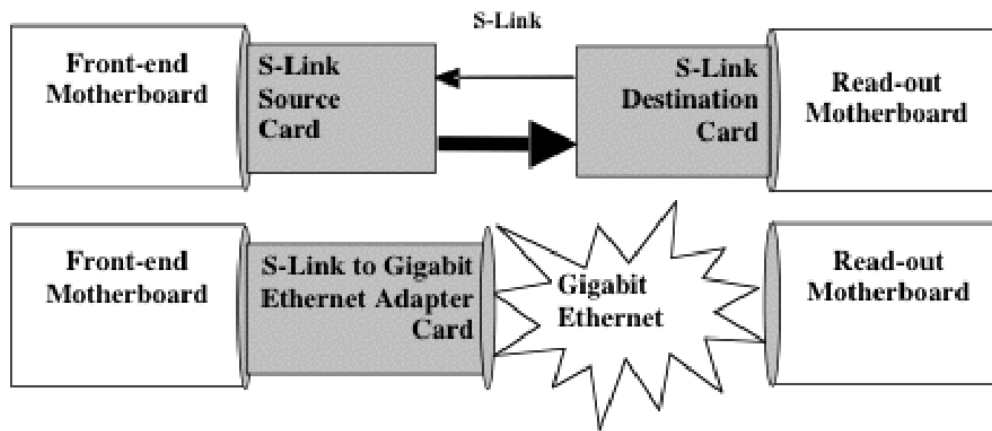 S-Link
Front-end
Motherboard
S-Link
Source
Card
S-Link
Destination
Card
Read-out
Motherboard
Front-end
Motherboard
S-Link to Gigabit
Ethernet Adapter
Card
Gigabit
Ethernet
Read-out
Motherboard